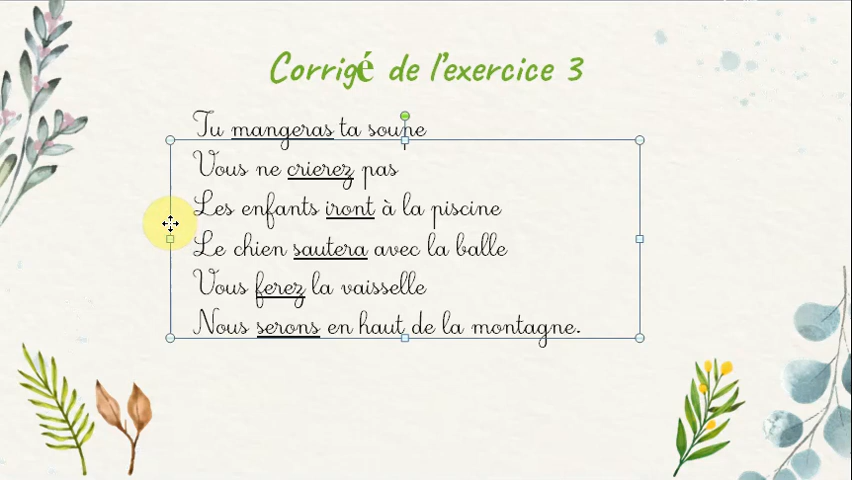 Corrigé de l'exercice 3
Tu mangeras ta soupe
Vous ne crierez pas
Les enfants iront à la piscine
Le chien sautera avec la balle
Vous ferez la vaisselle
Nous serons en haut de la montagne.